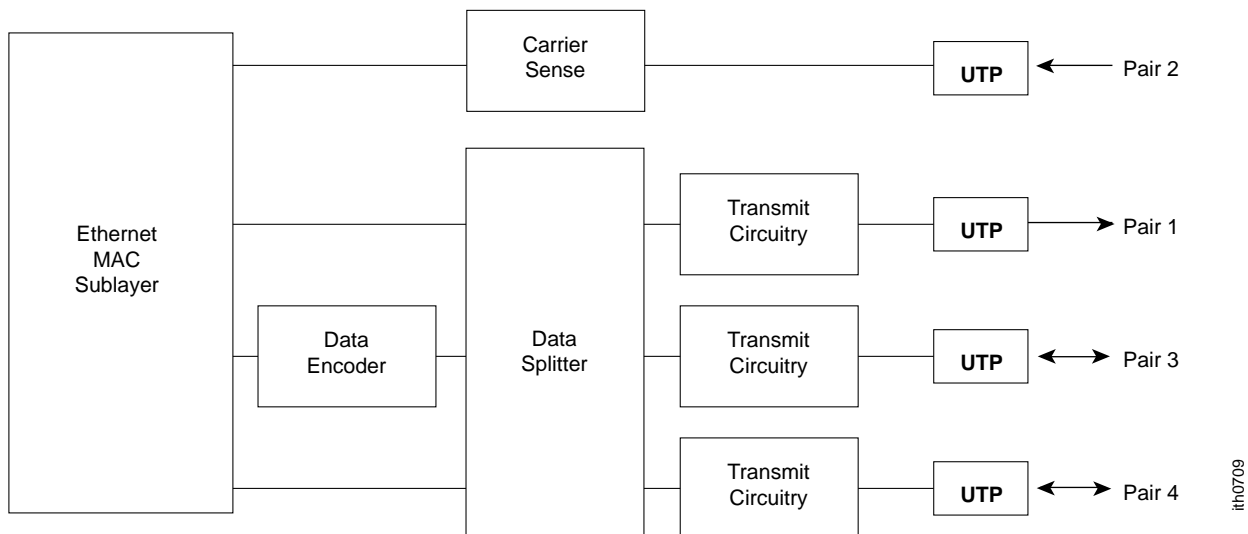 Carrier
Sense
UTP
Pair 2
Ethernet
MAC
Sublayer
Transmit
Circuitry
UTP
Pair 1
Data
Encoder
Data
Splitter
Transmit
Circuitry
UTP
Pair 3
Transmit
Circuitry
UTP
Pair 4
ith0709